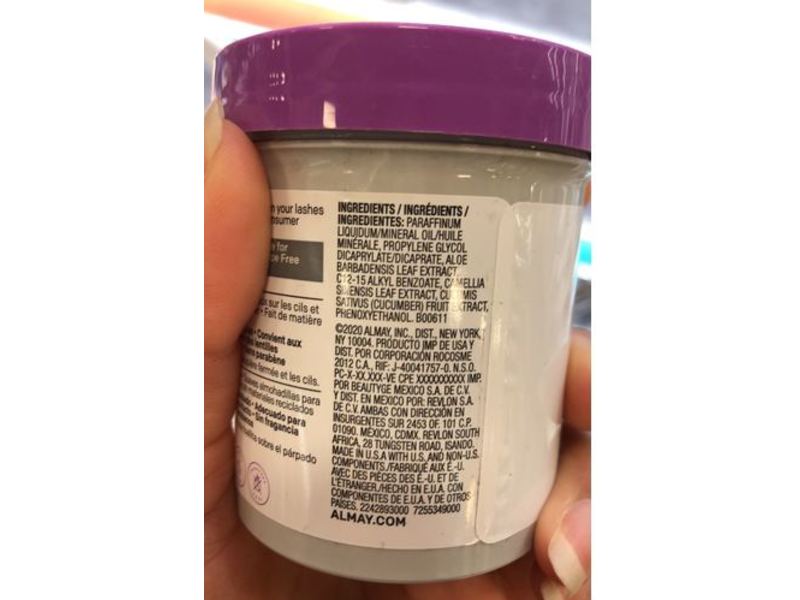 your lashes
INGREDIENTS / INGRÉDIENTS /
INGREDIENTES: PARAFFINUM
LIQUIDUM/MINERAL OIL/HUILE
MINÉRALE, PROPYLENE GLYCOL
DICAPRYLATE/DICAPRATE, ALOE
BARBADENSIS LEAF EXTRACT,
C12-15 ALKYL BENZOATE, CAMELLIA
SINENSIS LEAF EXTRACT, CUCUMIS
SATIVUS (CUCUMBER) FRUIT EXTRACT,
PHENOXYETHANOL. B00611
for
Free
sur les cils et
• Fait de matière
• Convient aux
lentilles
parabène
fermée et les cils.
almohadillas para
materiales reciclados
• Adecuado para
fragancia
sobre el párpado
©2020 ALMAY, INC., DIST., NEW YORK,
NY 10004. PRODUCTO IMP DE USA Y
DIST. POR CORPORACIÓN ROCOSME
2012 C.A., RIF: J-40041757-0. N.S.O.
PC-X-XX.XXX-VE CPE XXXXXXXXXX IMP.
POR BEAUTYGE MEXICO S.A. DE C.V.
Y DIST. EN MEXICO POR: REVLON S.A.
DE C.V. AMBAS CON DIRECCIÓN EN
INSURGENTES SUR 2453 OF. 101 C.P.
01090. MÉXICO, CDMX. REVLON SOUTH
AFRICA, 28 TUNGSTEN ROAD, ISANDO.
MADE IN U.S.A WITH U.S. AND NON-U.S.
COMPONENTS./FABRIQUÉ AUX É.-U.
AVEC DES PIÈCES DES É.-U. ET DE
L'ÉTRANGER./HECHO EN E.U.A. CON
COMPONENTES DE E.U.A. Y DE OTROS
PAÍSES. 2242893000 7255349000
ALMAY.COM